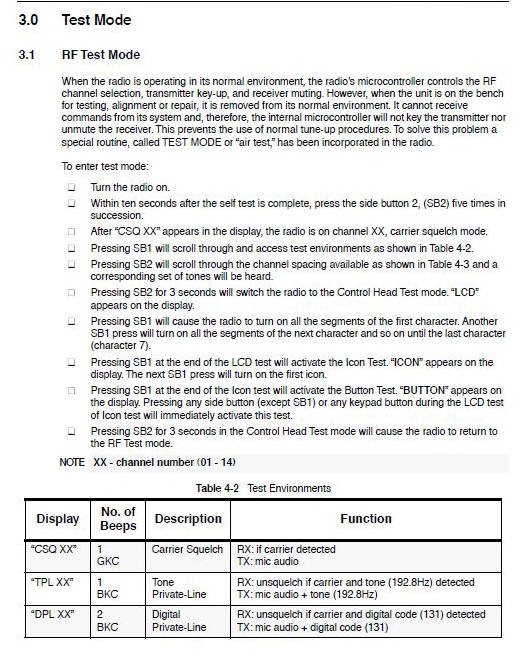 3.0 Test Mode
3.1 RF Test Mode
When the radio is operating in its normal environment, the radio's microcontroller controls the RF
channel selection, transmitter key-up, and receiver muting. However, when the unit is on the bench
for testing, alignment or repair, it is removed from its normal environment. It cannot receive
commands from its system and, therefore, the internal microcontroller will not key the transmitter nor
unmute the receiver. This prevents the use of normal tune-up procedures. To solve this problem a
special routine, called TEST MODE or "air test," has been incorporated in the radio.
To enter test mode:
❏ Turn the radio on.
❏ Within ten seconds after the self test is complete, press the side button 2, (SB2) five times in
succession.
❏ After "CSQ XX" appears in the display, the radio is on channel XX, carrier squelch mode.
❏ Pressing SB1 will scroll through and access test environments as shown in Table 4-2.
❏ Pressing SB2 will scroll through the channel spacing available as shown in Table 4-3 and a
corresponding set of tones will be heard.
❏ Pressing SB2 for 3 seconds will switch the radio to the Control Head Test mode. "LCD"
appears on the display.
❏ Pressing SB1 will cause the radio to turn on all the segments of the first character. Another
SB1 press will turn on all the segments of the next character and so on until the last character
(character 7).
❏ Pressing SB1 at the end of the LCD test will activate the Icon Test. "ICON" appears on the
display. The next SB1 press will turn on the first icon.
❏ Pressing SB1 at the end of the Icon test will activate the Button Test. "BUTTON" appears on
the display. Pressing any side button (except SB1) or any keypad button during the LCD test
of Icon test will immediately activate this test.
❏ Pressing SB2 for 3 seconds in the Control Head Test mode will cause the radio to return to
the RF Test mode.
NOTE XX - channel number (01 - 14)
Table 4-2 Test Environments
Display No. of Beeps Description Function
"CSQ XX" 1 Carrier Squelch RX: if carrier detected
GKC TX: mic audio
"TPL XX" 1 Tone RX: unsquelch if carrier and tone (192.8Hz) detected
BKC Private-Line TX: mic audio + tone (192.8Hz)
"DPL XX" 2 Digital RX: unsquelch if carrier and digital code (131) detected
BKC Private-Line TX: mic audio + digital code (131)